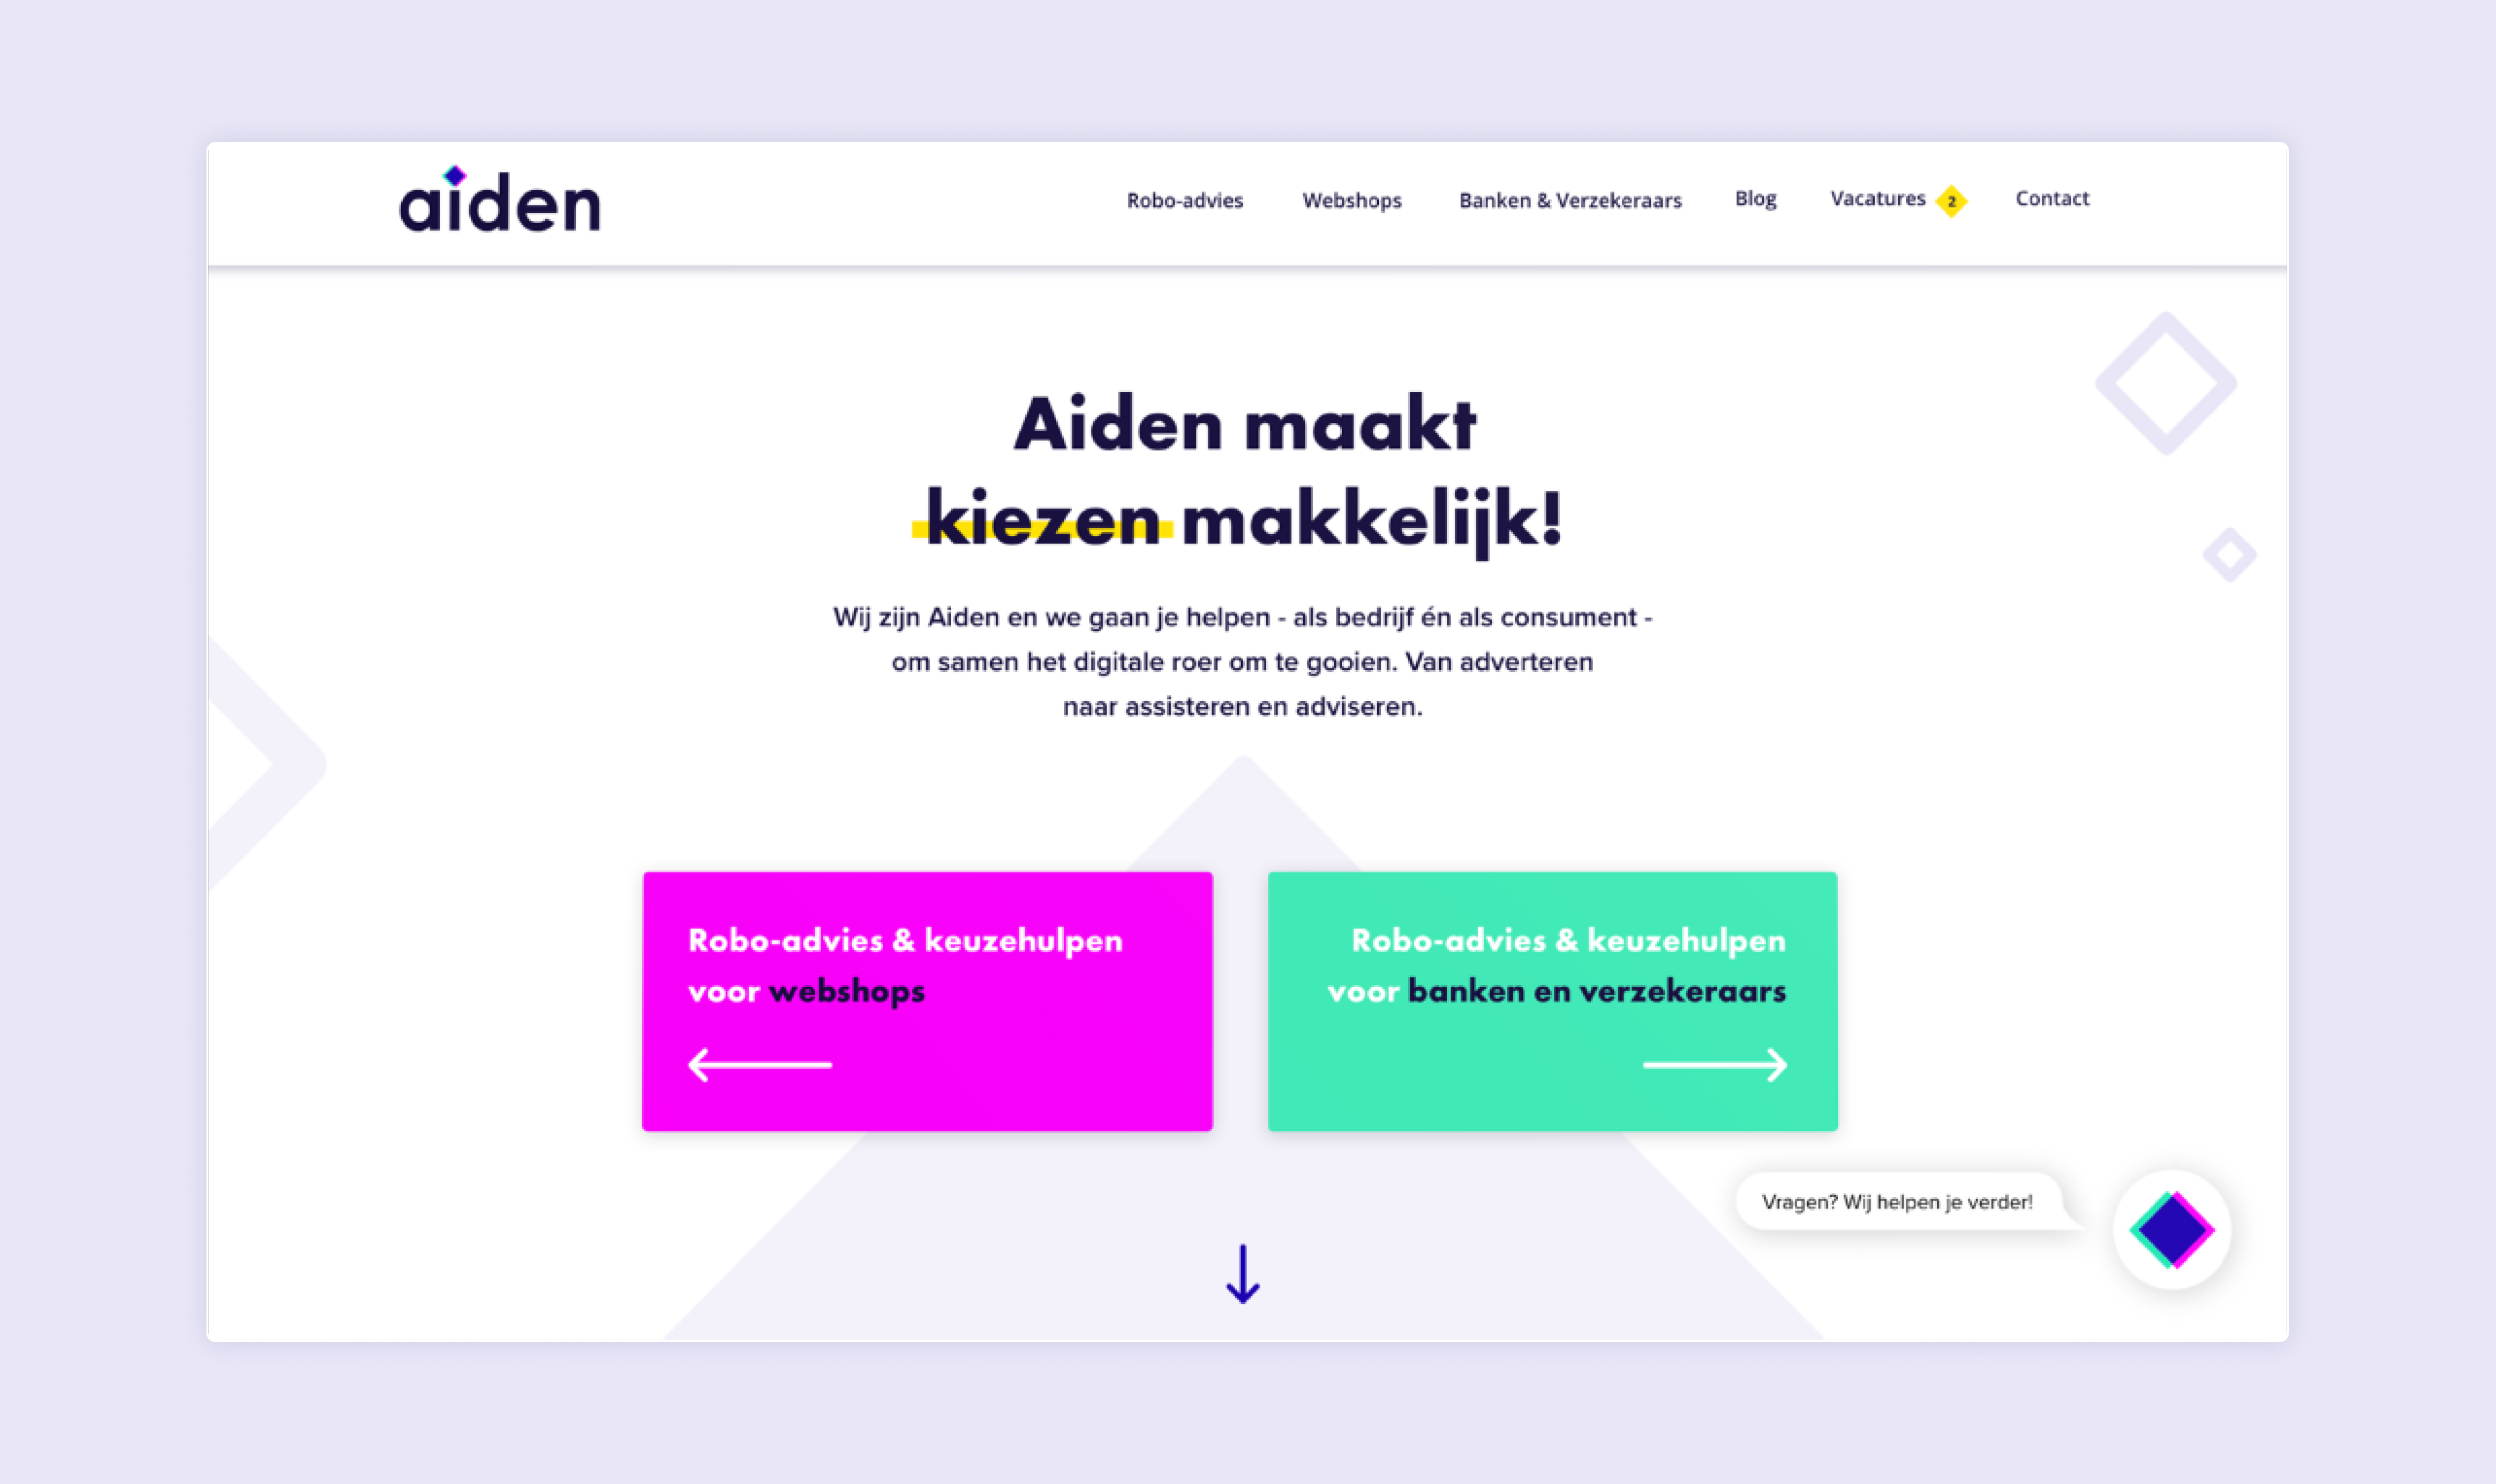 aiden
Robo-advies Webshops Banken & Verzekeraars Blog Vacatures 2 Contact
Aiden maakt
kiezen makkelijk!
Wij zijn Aiden en we gaan je helpen - als bedrijf én als consument -
om samen het digitale roer om te gooien. Van adverteren
naar assisteren en adviseren.
Robo-advies & keuzehulpen
voor webshops
Robo-advies & keuzehulpen
voor banken en verzekeraars
Vragen? Wij helpen je verder!